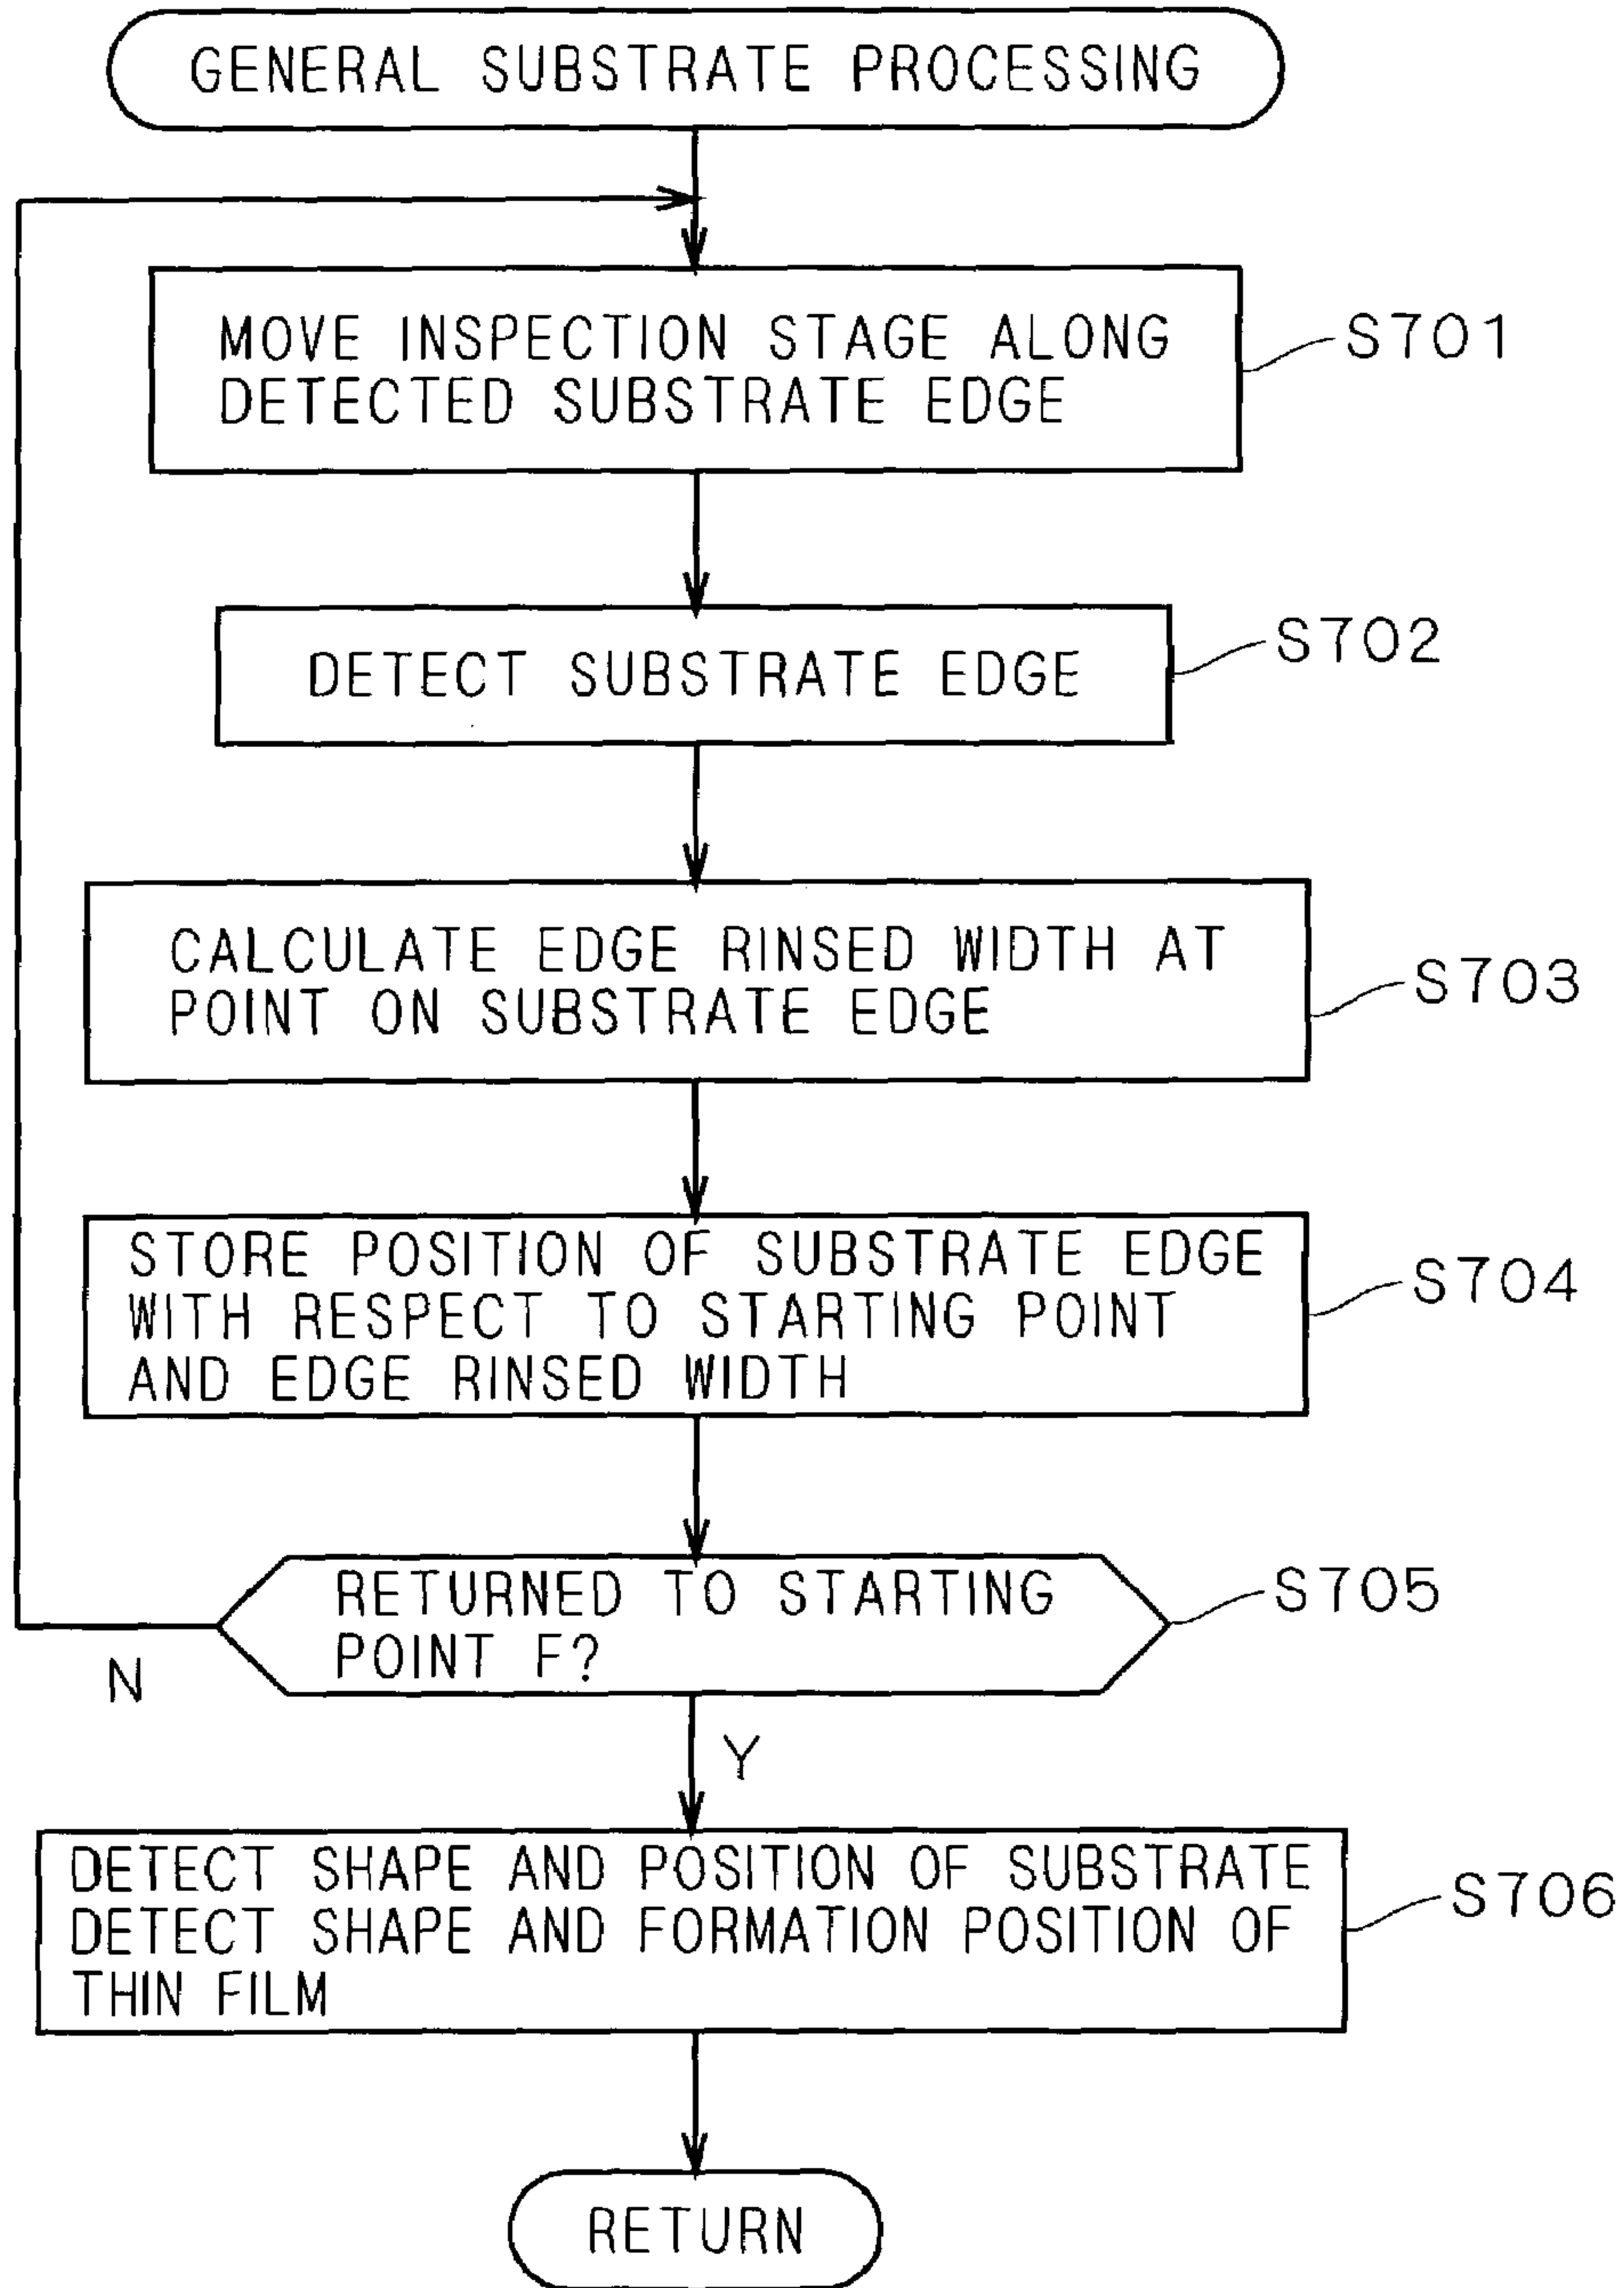 GENERAL SUBSTRATE PROCESSING
MOVE INSPECTION STAGE ALONG
DETECTED SUBSTRATE EDGE
S701
DETECT SUBSTRATE EDGE
S702
CALCULATE EDGE RINSED WIDTH AT
POINT ON SUBSTRATE EDGE
S703
STORE POSITION OF SUBSTRATE EDGE
WITH RESPECT TO STARTING POINT
AND EDGE RINSED WIDTH
S704
RETURNED TO STARTING
POINT F?
S705
N
Y
DETECT SHAPE AND POSITION OF SUBSTRATE
DETECT SHAPE AND FORMATION POSITION OF
THIN FILM
S706
RETURN